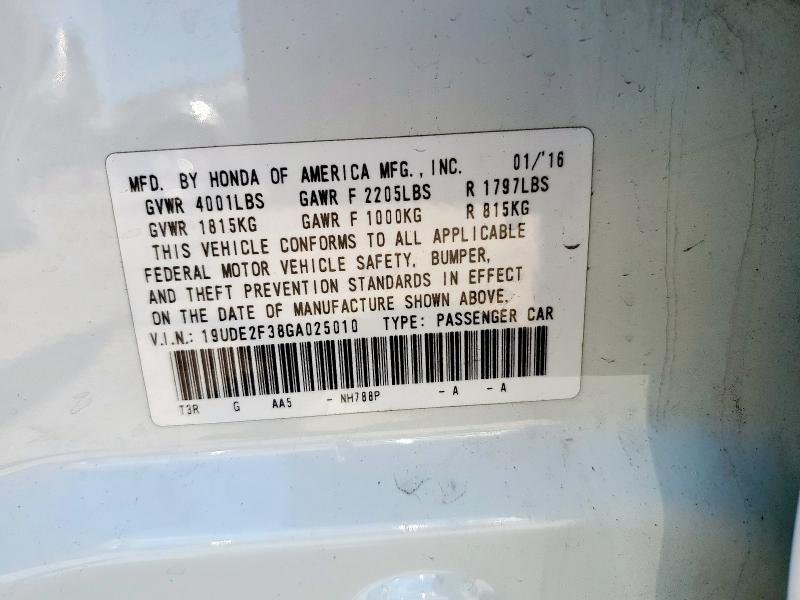 MFD. BY HONDA OF AMERICA MFG., INC. 01/'16
GVWR 4001LBS GAWR F 2205LBS R 1797LBS
GVWR 1815KG GAWR F 1000KG R 815KG
THIS VEHICLE CONFORMS TO ALL APPLICABLE
FEDERAL MOTOR VEHICLE SAFETY, BUMPER,
AND THEFT PREVENTION STANDARDS IN EFFECT
ON THE DATE OF MANUFACTURE SHOWN ABOVE.
V.I.N.: 19UDE2F38GA025010 TYPE: PASSENGER CAR
T3R G AA5 - NH788P - A - A